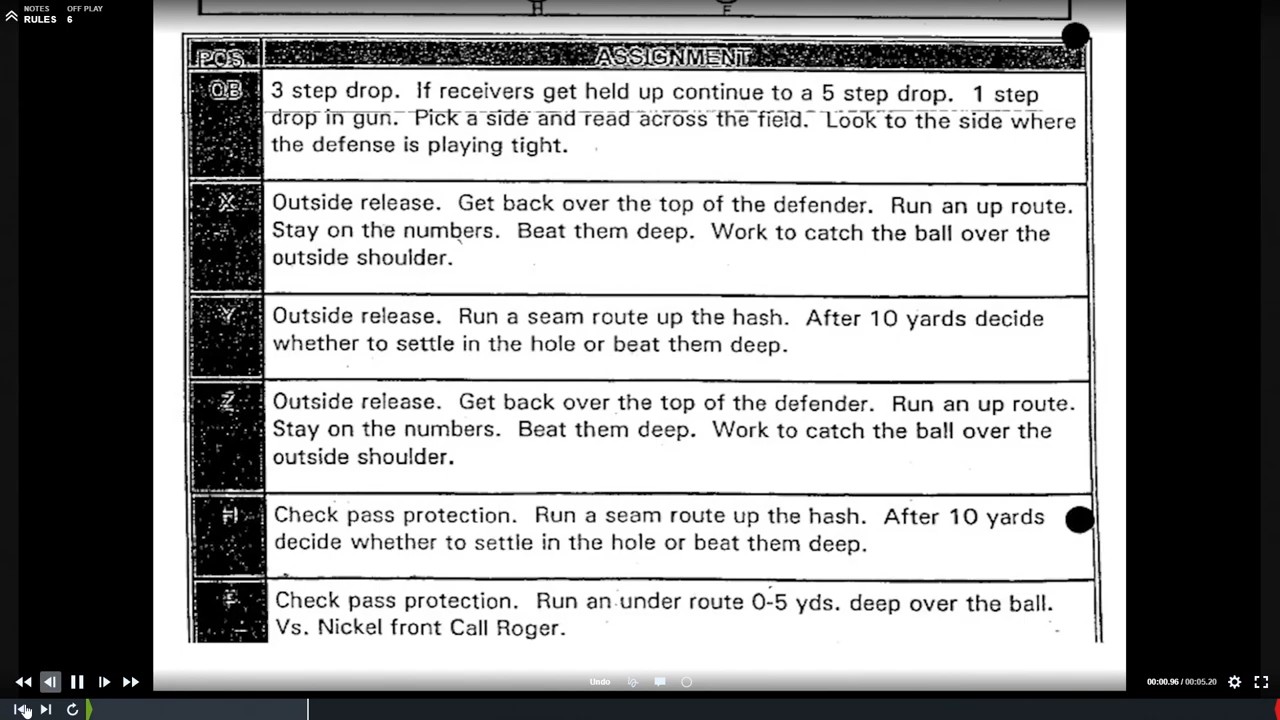 NOTES OFF PLAY
RULES 6
H F
POS ASSIGNMENT
QB 3 step drop. If receivers get held up continue to a 5 step drop. 1 step
drop in gun. Pick a side and read across the field. Look to the side where
the defense is playing tight.
X Outside release. Get back over the top of the defender. Run an up route.
Stay on the numbers. Beat them deep. Work to catch the ball over the
outside shoulder.
Y Outside release. Run a seam route up the hash. After 10 yards decide
whether to settle in the hole or beat them deep.
Z Outside release. Get back over the top of the defender. Run an up route.
Stay on the numbers. Beat them deep. Work to catch the ball over the
outside shoulder.
H Check pass protection. Run a seam route up the hash. After 10 yards
decide whether to settle in the hole or beat them deep.
F Check pass protection. Run an under route 0-5 yds. deep over the ball.
Vs. Nickel front Call Roger.
Undo 00:00.96 / 00:05.20